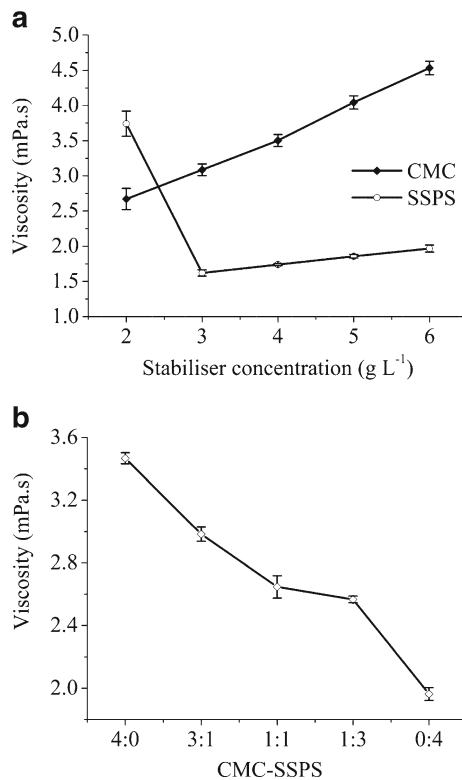 a
5.0
4.5
4.0
3.5
3.0
2.5
2.0
1.5
1.0
Viscosity (mPa.s)
CMC
SSPS
2 3 4 5 6
Stabiliser concentration (g L⁻¹)
b
3.6
3.2
2.8
2.4
2.0
Viscosity (mPa.s)
4:0 3:1 1:1 1:3 0:4
CMC-SSPS